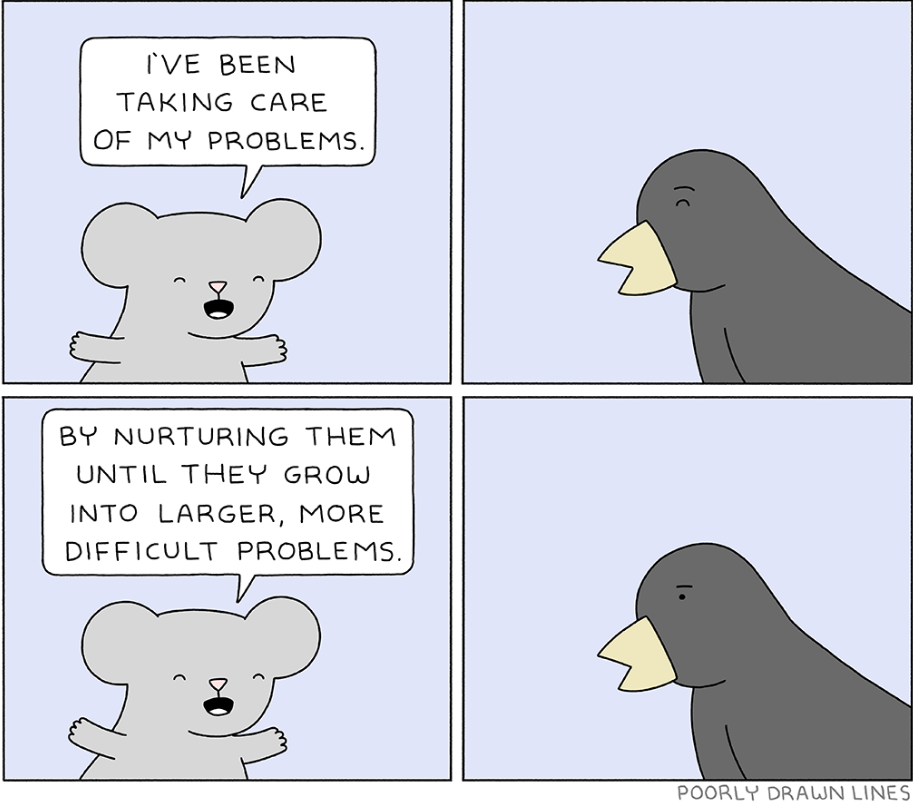 I'VE BEEN
TAKING CARE
OF MY PROBLEMS.
BY NURTURING THEM
UNTIL THEY GROW
INTO LARGER, MORE
DIFFICULT PROBLEMS.
POORLY DRAWN LINES